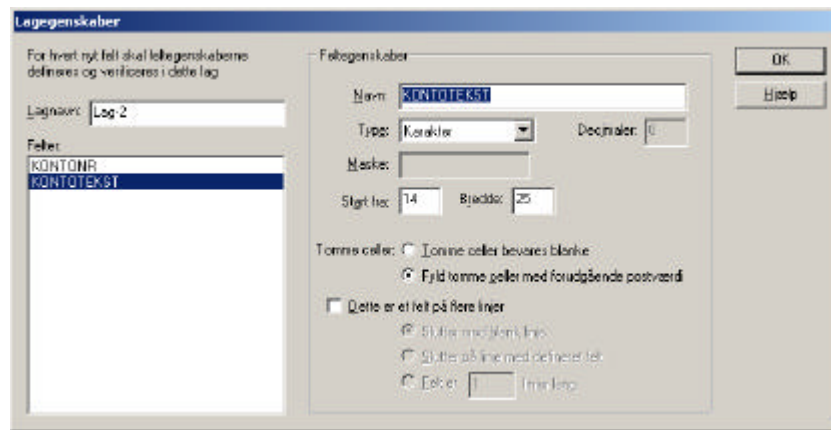 Lagegenskaber
For hvert nyt felt skal feltegenskaberne
defineres og verificeres i dette lag
Lagnavn: Lag-2
Felter:
KONTONR
KONTOTEKST
Feltegenskaber
Navn: KONTOTEKST
Type: Karakter Decimaler: 0
Maske:
Start fra: 14 Bredde: 25
Tomme celler: Tomme celler bevares blanke
Fyld tomme celler med forudgående postværdi
Dette er et felt på flere linjer
Slutter med blank linje
Slutter på linje med defineret felt
Felt er 1 linier lang
OK
Hjælp